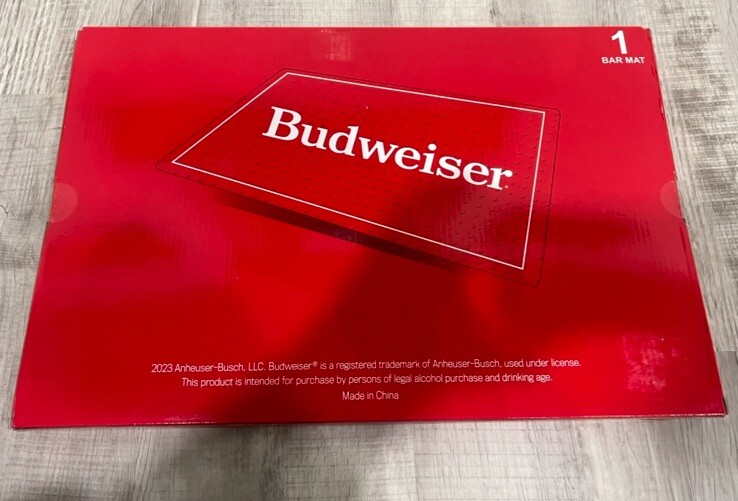 1
BAR MAT
Budweiser
2023 Anheuser-Busch, LLC. Budweiser® is a registered trademark of Anheuser-Busch, used under license.
This product is intended for purchase by persons of legal alcohol purchase and drinking age.
Made in China